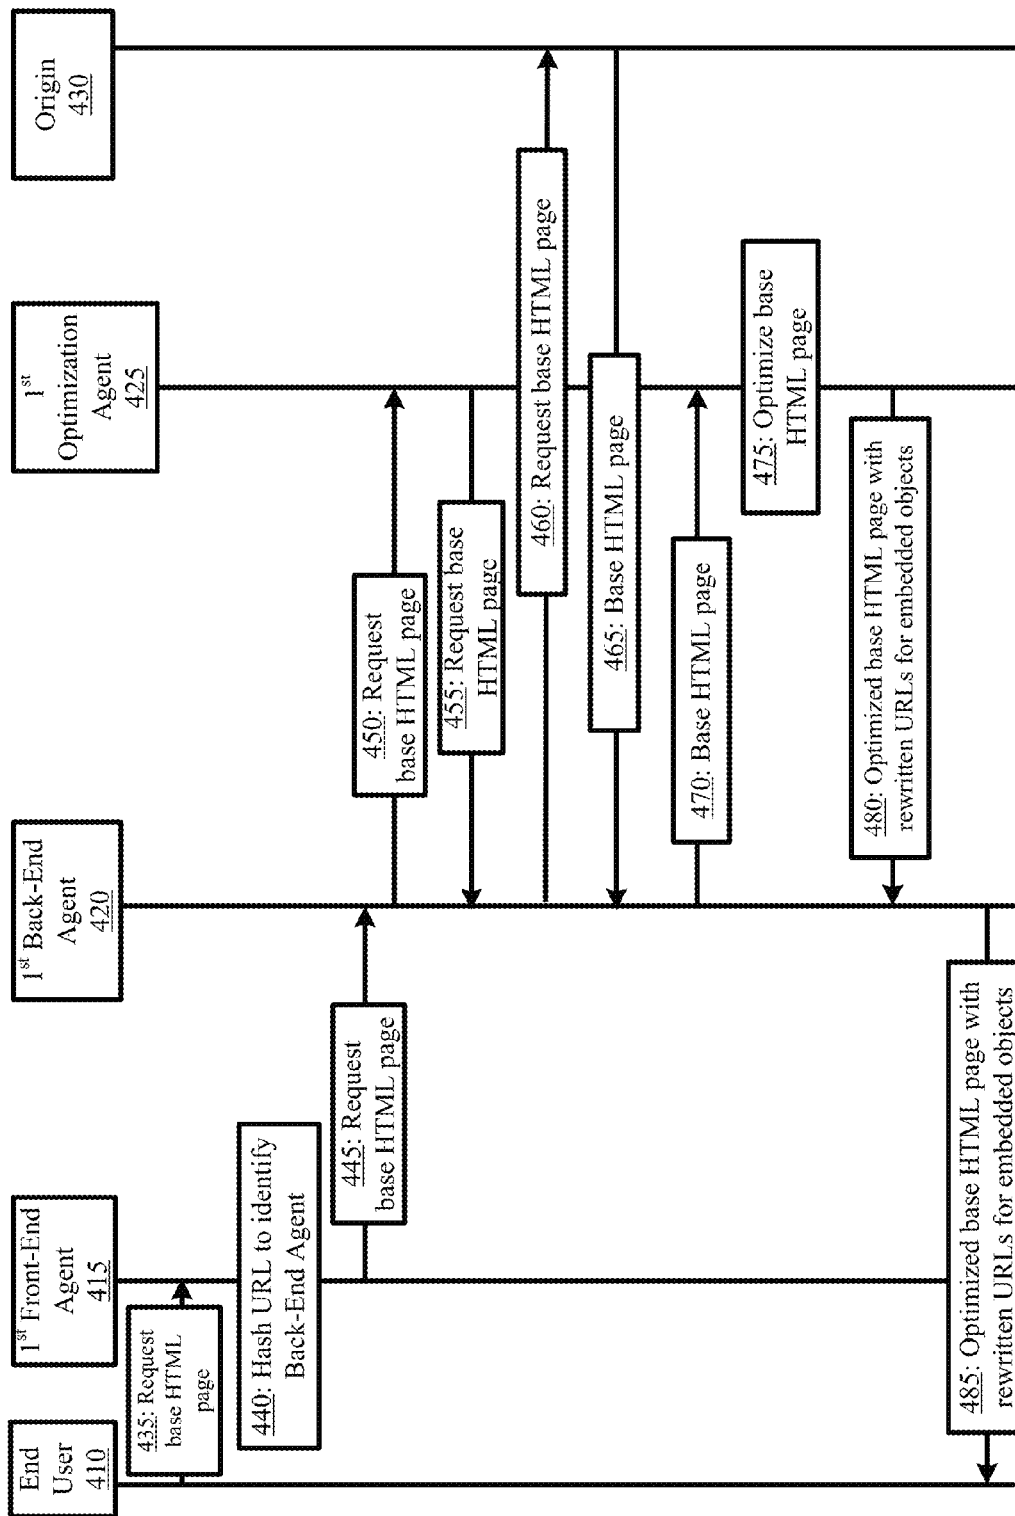 End
User
410
1st Front-End
Agent
415
1st Back-End
Agent
420
1st
Optimization
Agent
425
Origin
430
435: Request
base HTML
page
440: Hash URL to identify
Back-End Agent
445: Request
base HTML page
450: Request
base HTML page
455: Request base
HTML page
460: Request base HTML page
465: Base HTML page
470: Base HTML page
475: Optimize base
HTML page
480: Optimized base HTML page with
rewritten URLs for embedded objects
485: Optimized base HTML page with
rewritten URLs for embedded objects